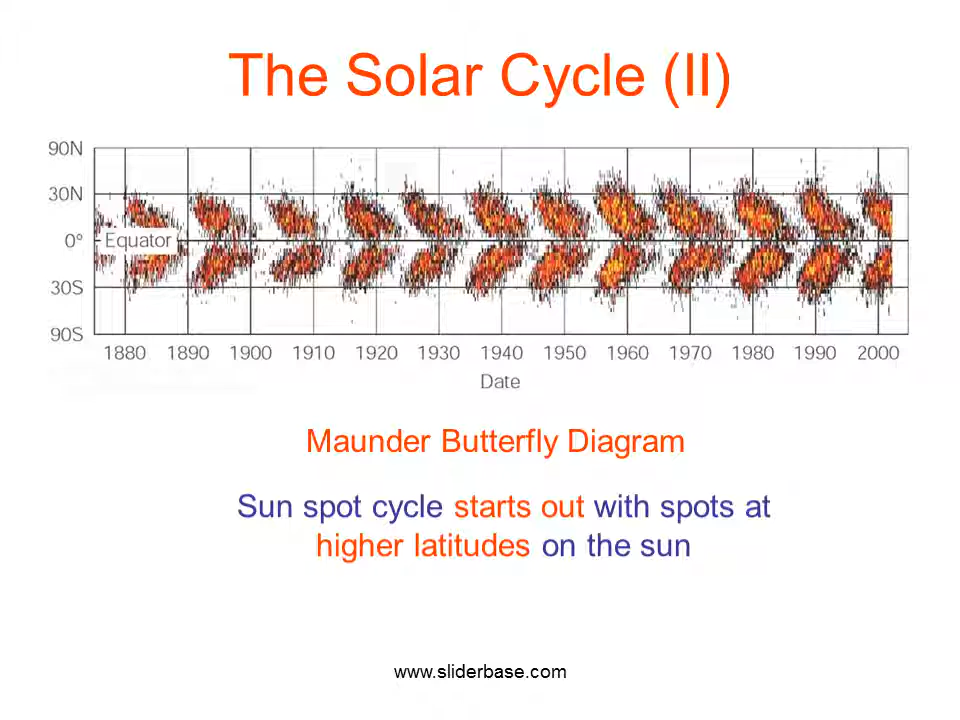 The Solar Cycle (II)
90N
30N
0°
Equator
30S
90S
1880 1890 1900 1910 1920 1930 1940 1950 1960 1970 1980 1990 2000
Date
Maunder Butterfly Diagram
Sun spot cycle starts out with spots at
higher latitudes on the sun
www.sliderbase.com